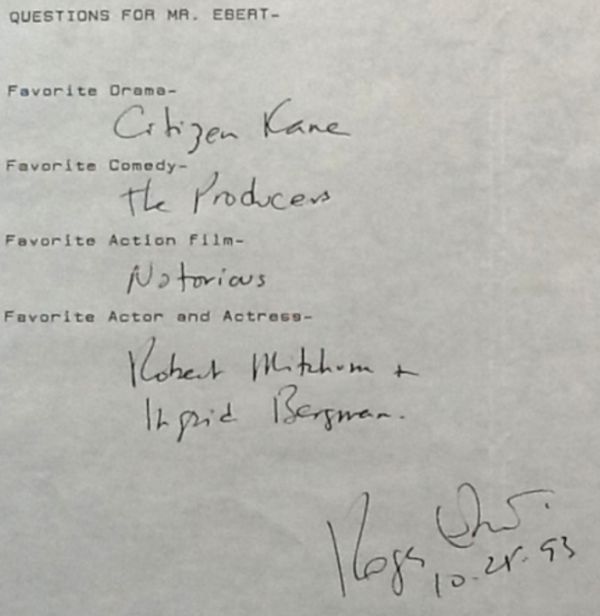 QUESTIONS FOR MR. EBERT-
Favorite Drama-
Citizen Kane
Favorite Comedy-
The Producers
Favorite Action Film-
Notorious
Favorite Actor and Actress-
Robert Mitchum +
Ingrid Bergman.
Roger Ebert.
10.28.93